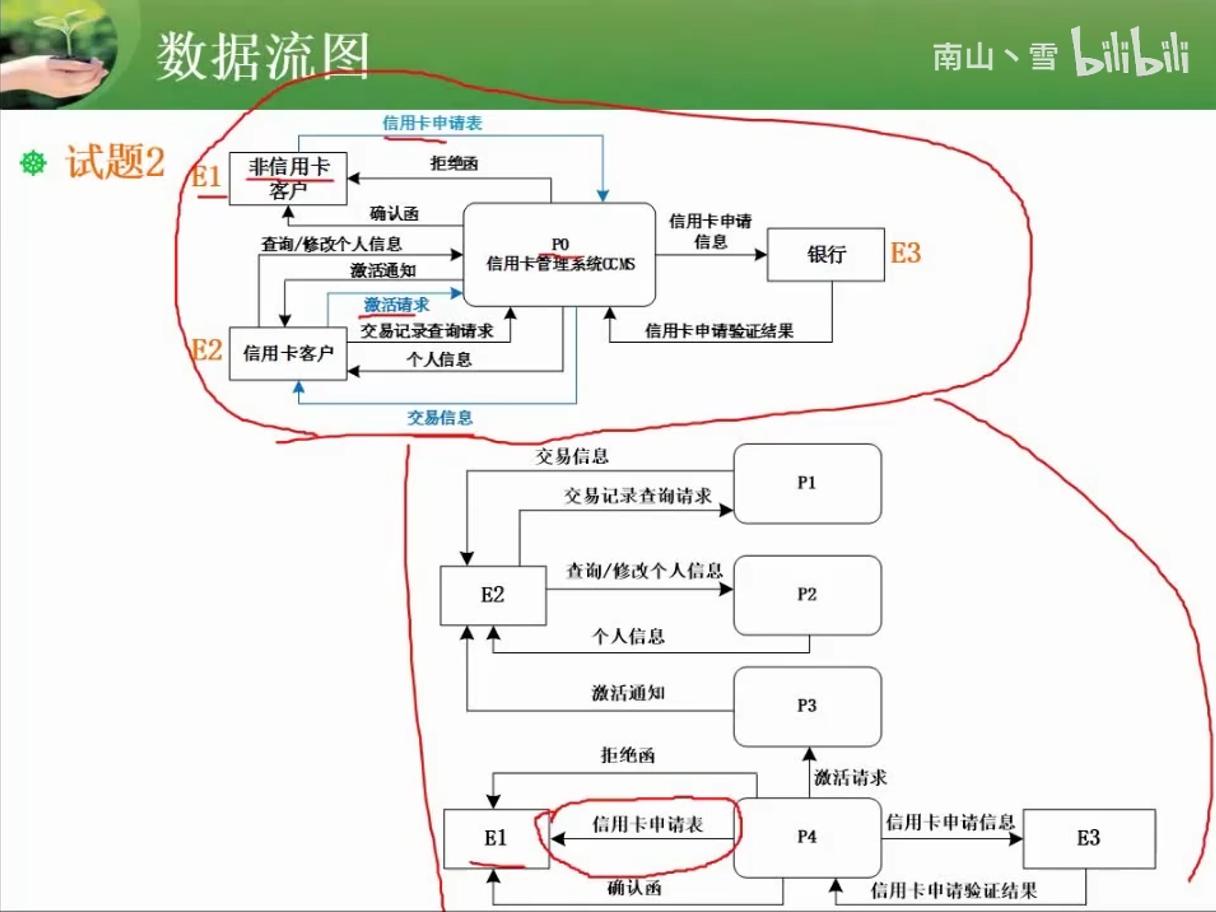 数据流图
南山丶雪 bilibili
试题2
信用卡申请表
E1
非信用卡
客户
拒绝函
确认函
查询/修改个人信息
激活通知
激活请求
交易记录查询请求
个人信息
交易信息
E2
信用卡客户
P0
信用卡管理系统CCMS
信用卡申请
信息
银行
E3
信用卡申请验证结果
交易信息
P1
交易记录查询请求
E2
查询/修改个人信息
P2
个人信息
激活通知
P3
拒绝函
激活请求
E1
信用卡申请表
P4
信用卡申请信息
E3
确认函
信用卡申请验证结果